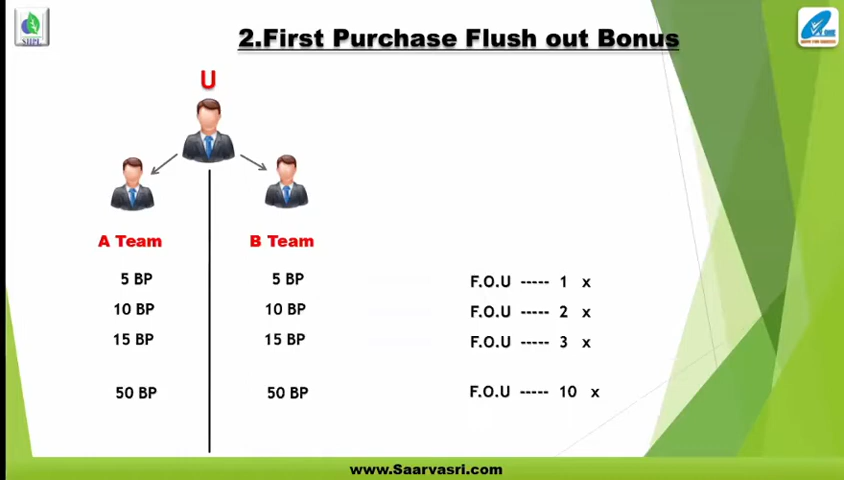 SHPL
2.First Purchase Flush out Bonus
U
A Team B Team
5 BP 5 BP F.O.U ----- 1 x
10 BP 10 BP F.O.U ----- 2 x
15 BP 15 BP F.O.U ----- 3 x
50 BP 50 BP F.O.U ----- 10 x
www.Saarvasri.com